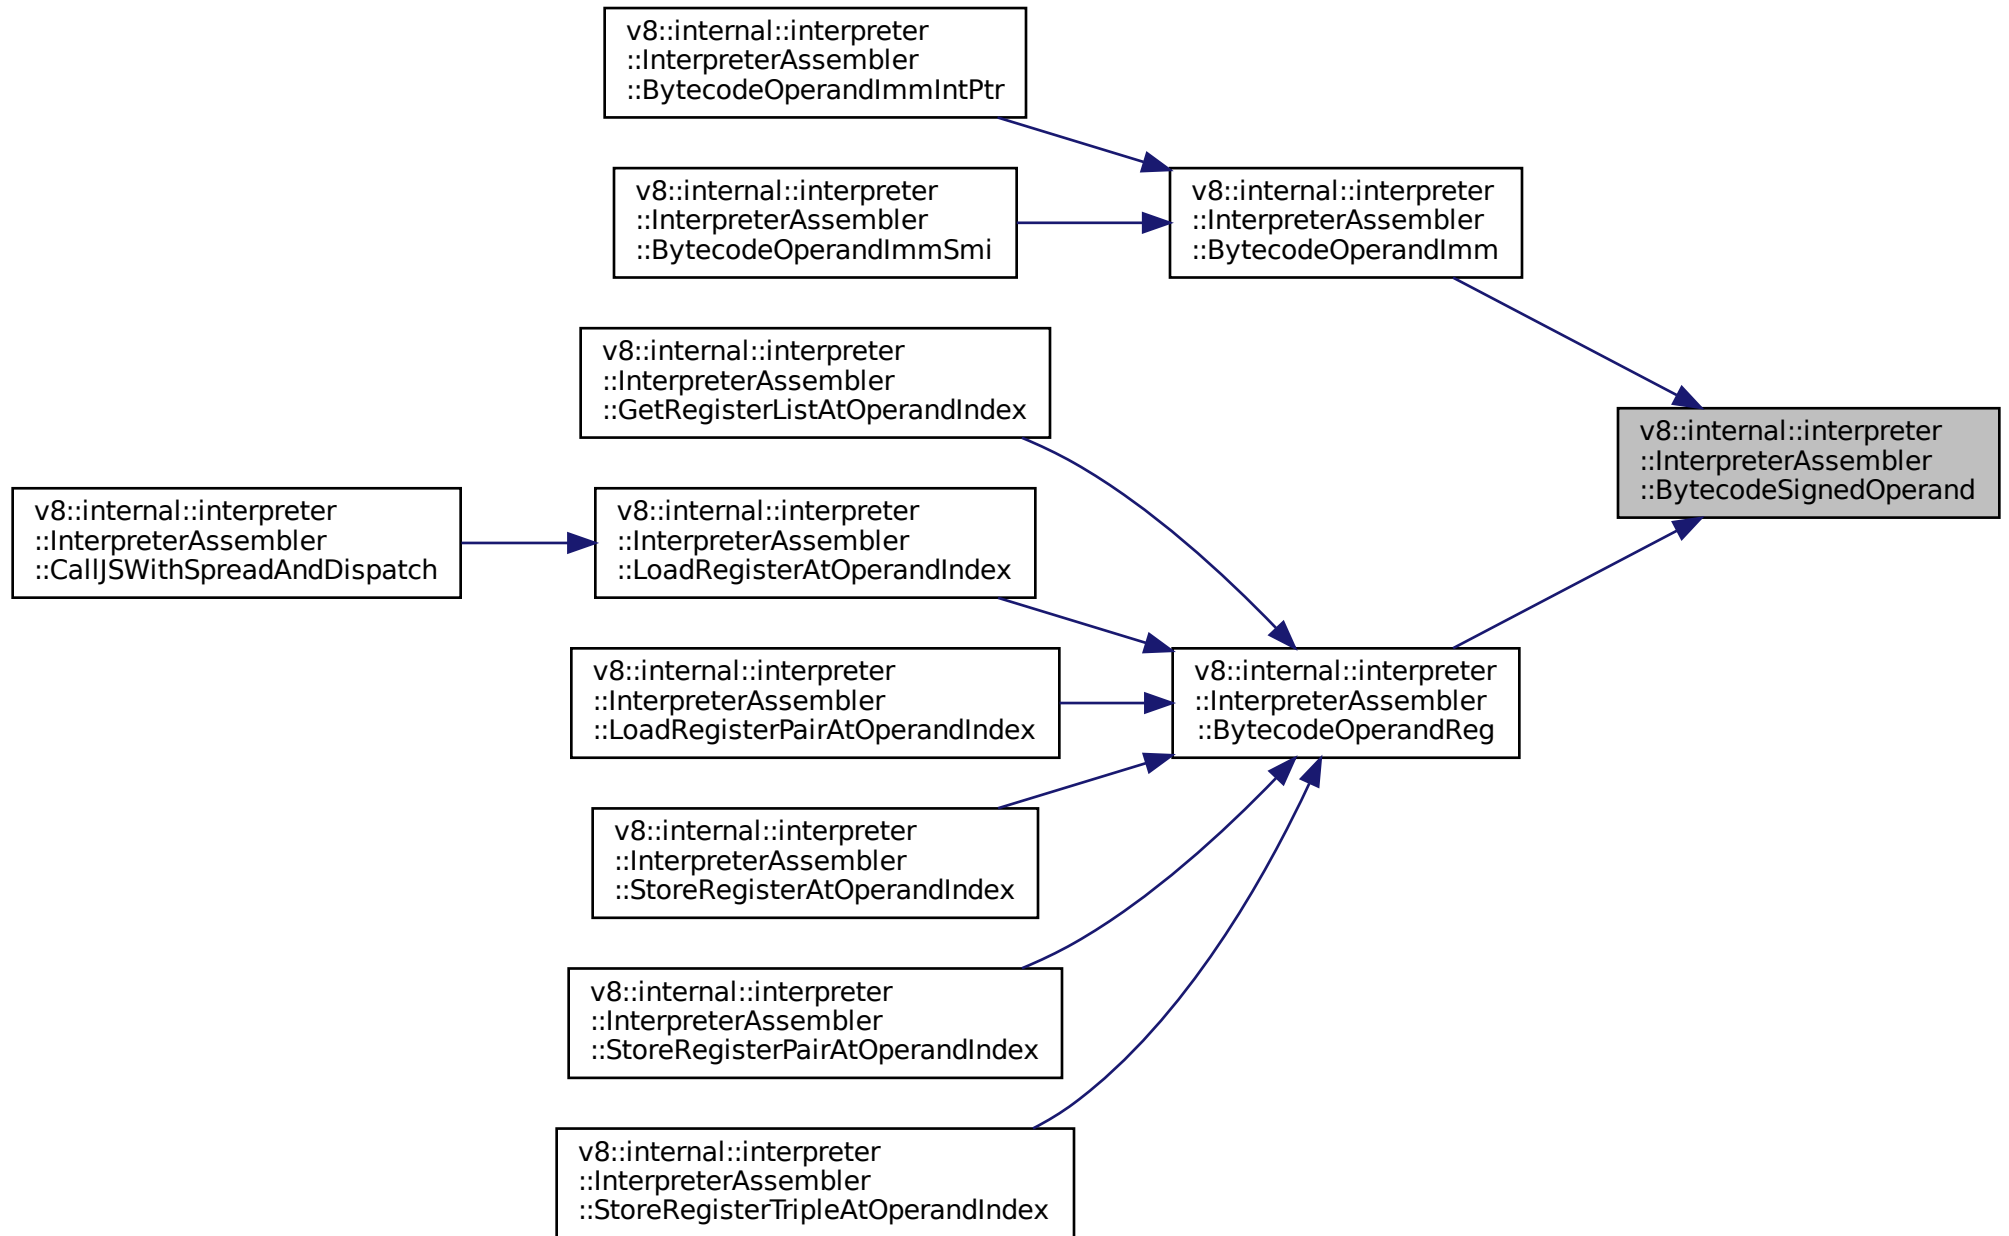 v8::internal::interpreter
::InterpreterAssembler
::BytecodeOperandImmIntPtr
v8::internal::interpreter
::InterpreterAssembler
::BytecodeOperandImmSmi
v8::internal::interpreter
::InterpreterAssembler
::BytecodeOperandImm
v8::internal::interpreter
::InterpreterAssembler
::GetRegisterListAtOperandIndex
v8::internal::interpreter
::InterpreterAssembler
::BytecodeSignedOperand
v8::internal::interpreter
::InterpreterAssembler
::CallJSWithSpreadAndDispatch
v8::internal::interpreter
::InterpreterAssembler
::LoadRegisterAtOperandIndex
v8::internal::interpreter
::InterpreterAssembler
::LoadRegisterPairAtOperandIndex
v8::internal::interpreter
::InterpreterAssembler
::BytecodeOperandReg
v8::internal::interpreter
::InterpreterAssembler
::StoreRegisterAtOperandIndex
v8::internal::interpreter
::InterpreterAssembler
::StoreRegisterPairAtOperandIndex
v8::internal::interpreter
::InterpreterAssembler
::StoreRegisterTripleAtOperandIndex